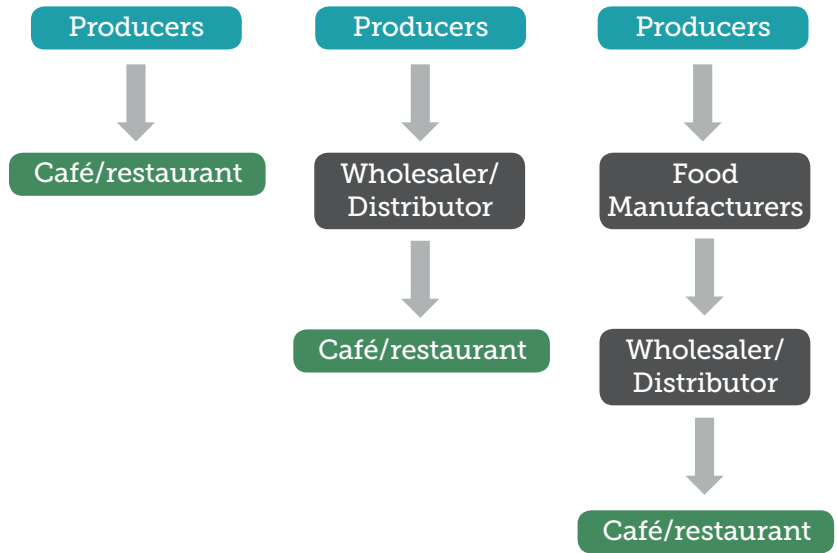 Producers
Café/restaurant
Producers
Wholesaler/
Distributor
Café/restaurant
Producers
Food
Manufacturers
Wholesaler/
Distributor
Café/restaurant